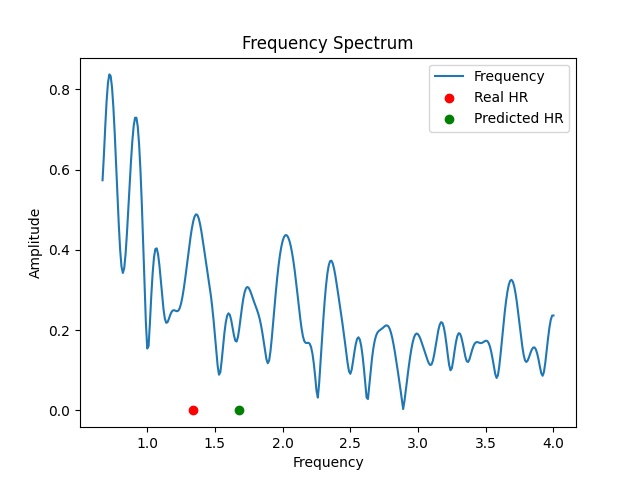 Frequency Spectrum
Frequency
Real HR
Predicted HR
Amplitude
0.8
0.6
0.4
0.2
0.0
1.0 1.5 2.0 2.5 3.0 3.5 4.0
Frequency